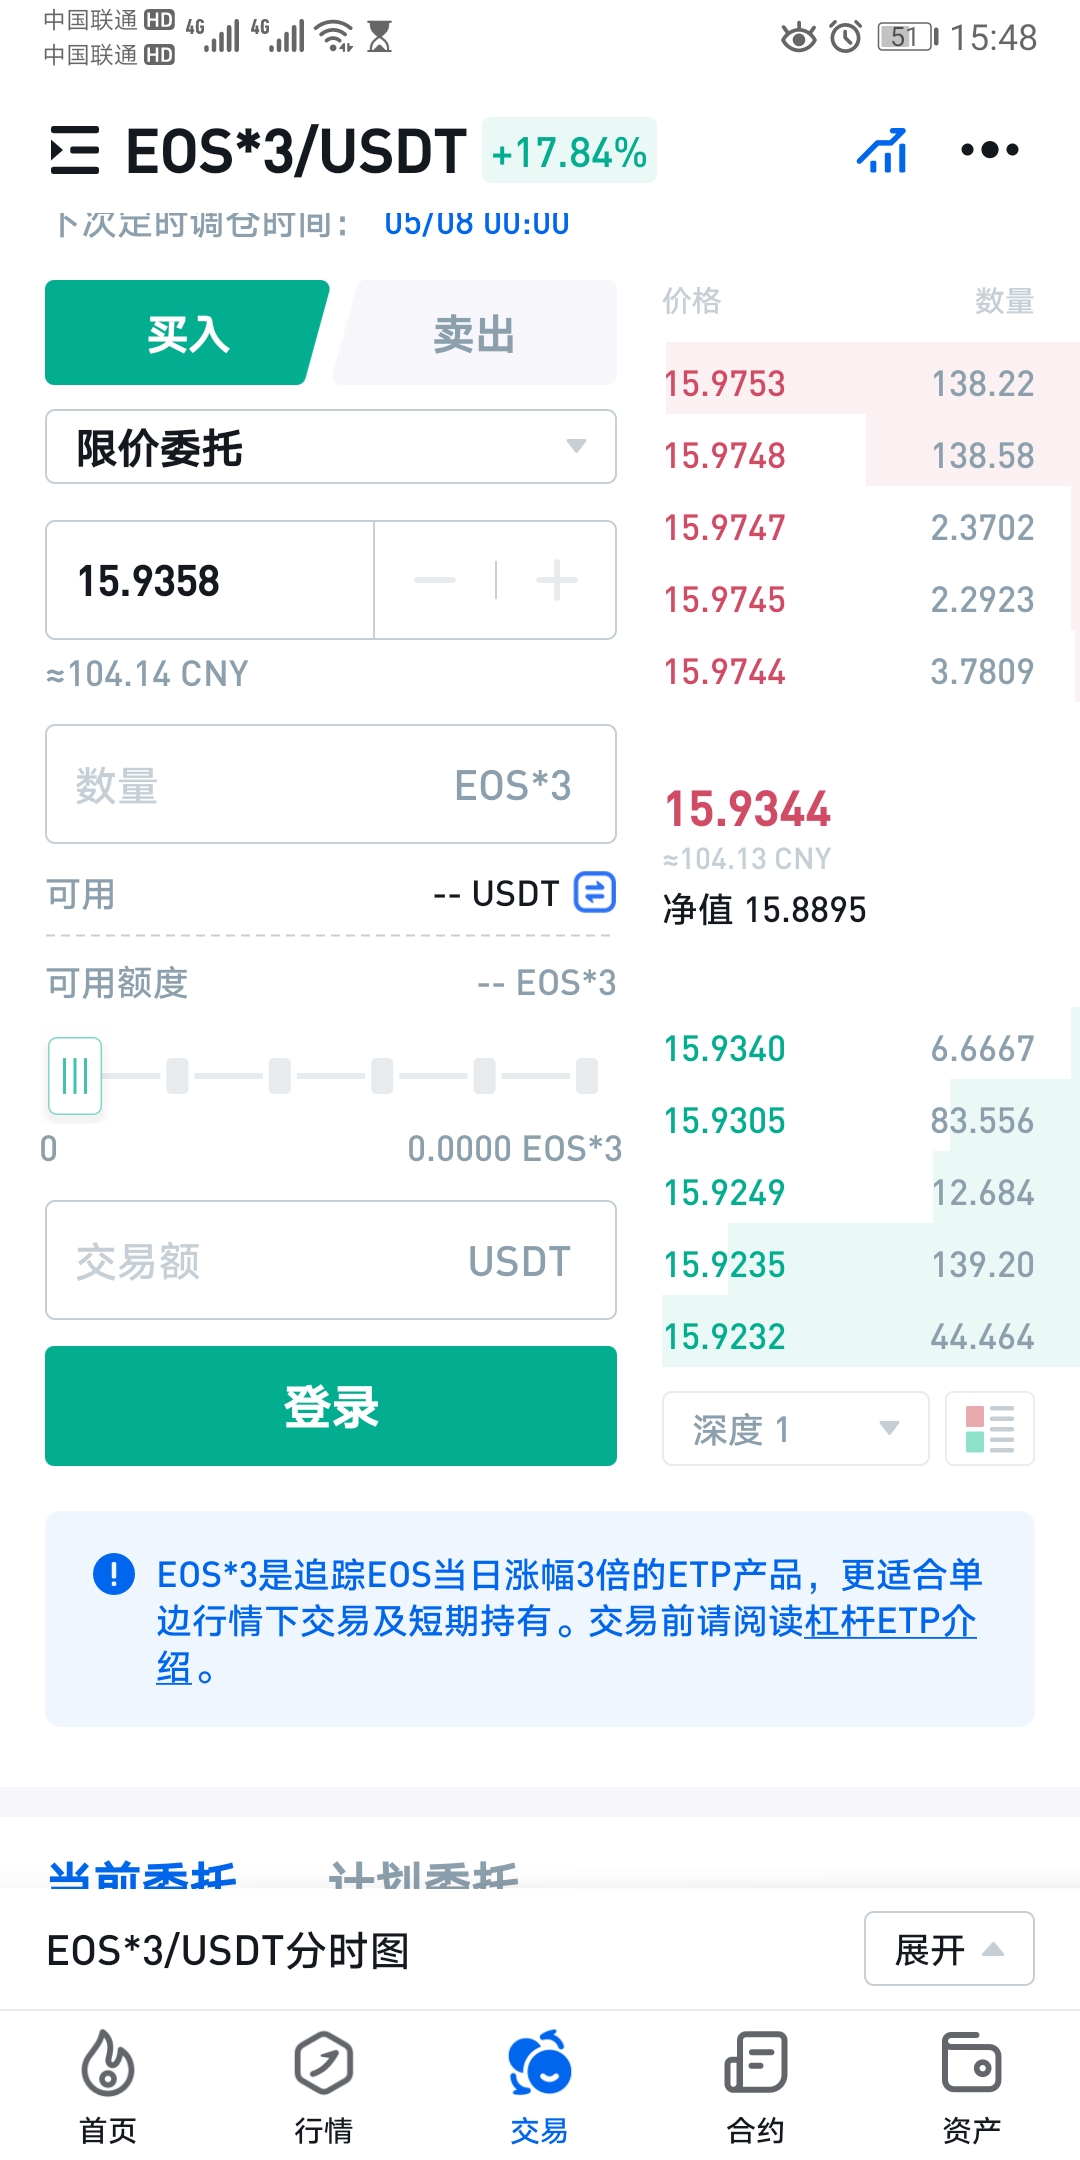 中国联通 HD 4G 4G
中国联通 HD
51 15:48
EOS*3/USDT +17.84%
下次定时调仓时间： 05/08 00:00
买入 卖出
价格 数量
限价委托
15.9753 138.22
15.9748 138.58
15.9747 2.3702
15.9745 2.2923
15.9744 3.7809
15.9358
≈104.14 CNY
数量 EOS*3
15.9344
≈104.13 CNY
净值 15.8895
可用 -- USDT
可用额度 -- EOS*3
0 0.0000 EOS*3
15.9340 6.6667
15.9305 83.556
15.9249 12.684
15.9235 139.20
15.9232 44.464
交易额 USDT
登录
深度 1
EOS*3是追踪EOS当日涨幅3倍的ETP产品，更适合单
边行情下交易及短期持有。交易前请阅读杠杆ETP介
绍。
当前委托 计划委托
EOS*3/USDT分时图 展开
首页 行情 交易 合约 资产